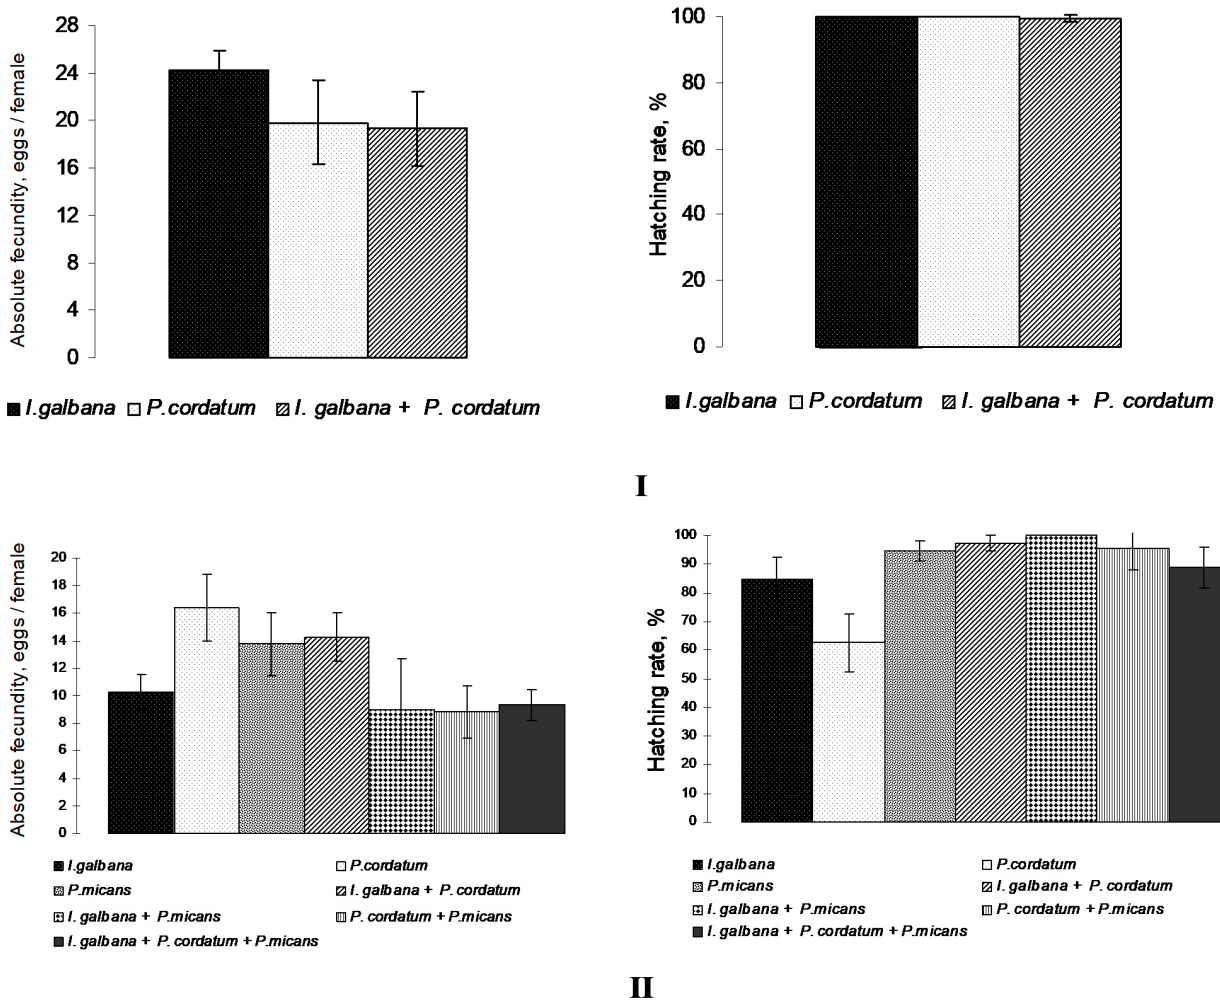 Absolute fecundity, eggs / female
28
24
20
16
12
8
4
0
I.galbana P.cordatum I. galbana + P. cordatum
Hatching rate, %
100
80
60
40
20
0
I.galbana P.cordatum I. galbana + P. cordatum
I
Absolute fecundity, eggs / female
20
18
16
14
12
10
8
6
4
2
0
I.galbana P.cordatum
P.micans I. galbana + P. cordatum
I. galbana + P.micans P. cordatum + P.micans
I. galbana + P. cordatum + P.micans
Hatching rate, %
100
90
80
70
60
50
40
30
20
10
0
I.galbana P.cordatum
P.micans I. galbana + P. cordatum
I. galbana + P.micans P. cordatum + P.micans
I. galbana + P. cordatum + P.micans
II